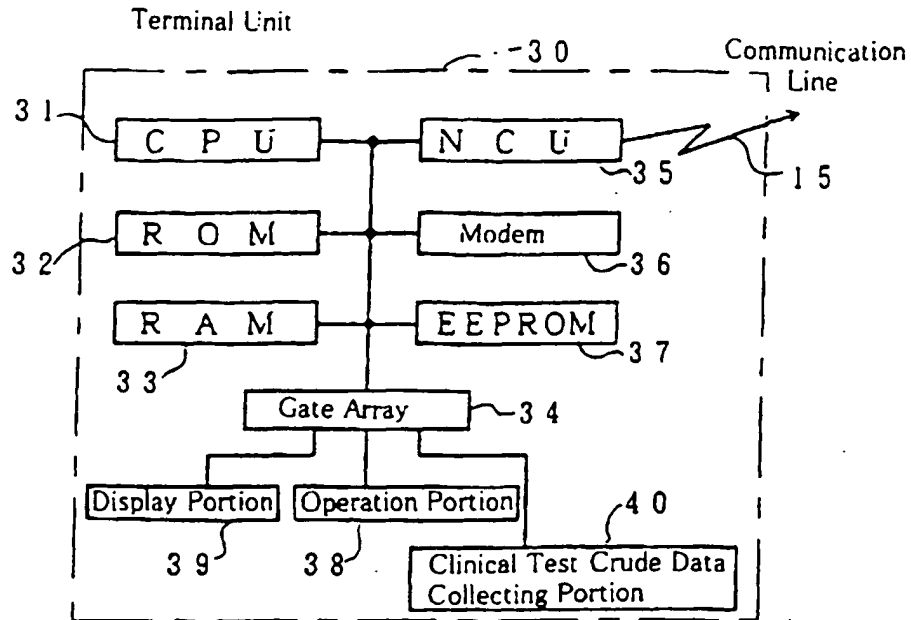 Terminal Unit
30
Communication
Line
31
CPU
NCU
35
15
32
ROM
Modem
36
RAM
EEPROM
33
37
Gate Array
34
Display Portion
Operation Portion
39
38
40
Clinical Test Crude Data
Collecting Portion